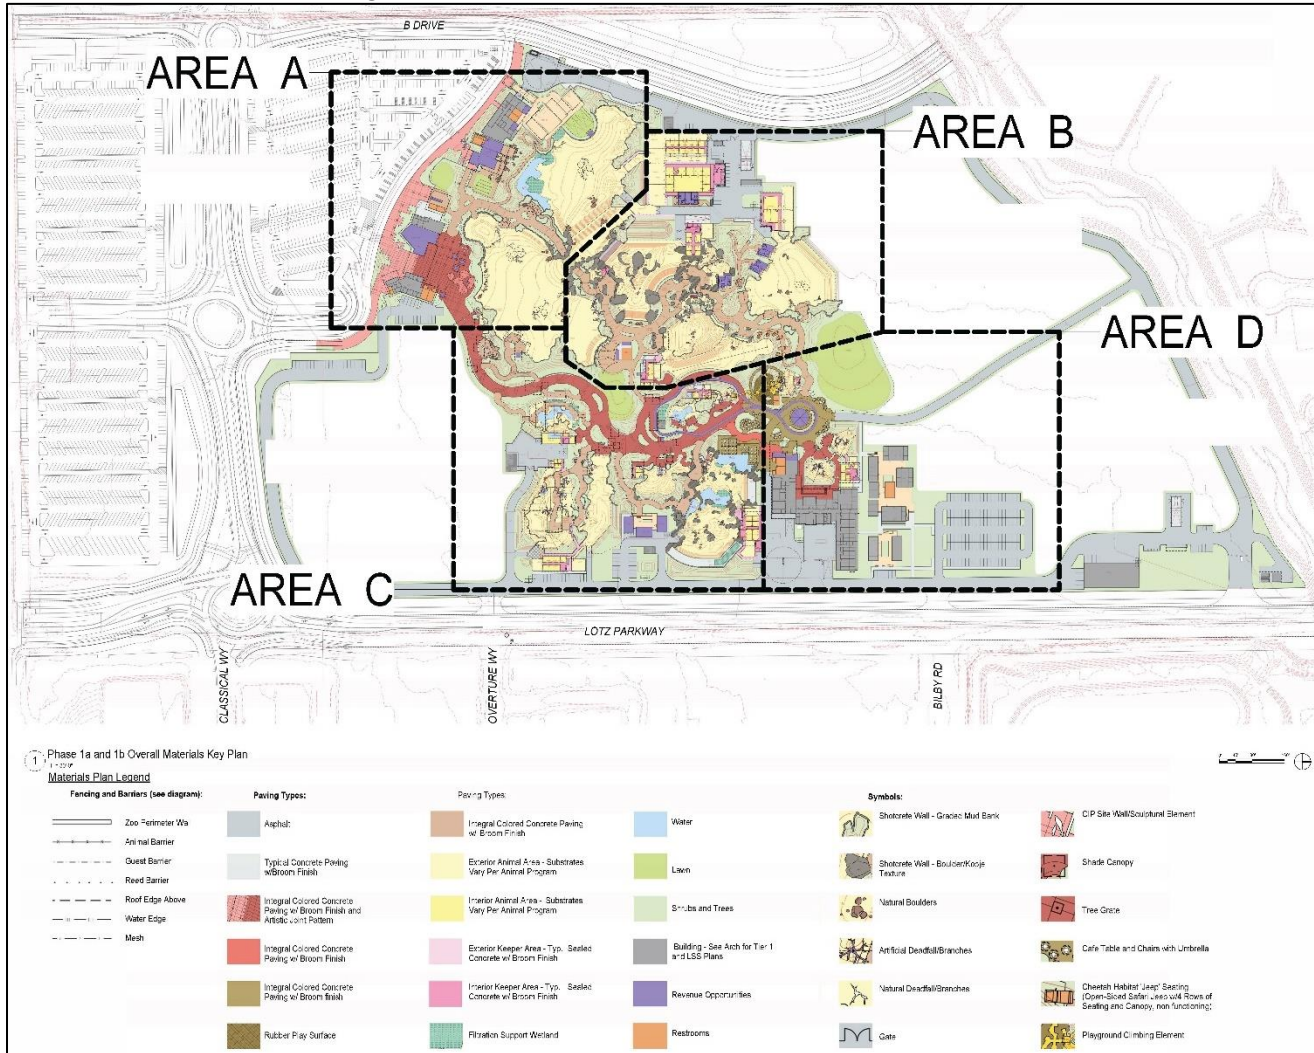 B DRIVE
AREA A
AREA B
AREA D
AREA C
LOTZ PARKWAY
CLASSICAL WY
OVERTURE WY
BILBY RD
1 Phase 1a and 1b Overall Materials Key Plan
Materials Plan Legend
Fencing and Barriers (see diagram):
Zoo Perimeter Wa
Animal Barrier
Guest Barrier
Reed Barrier
Roof Edge Above
Water Edge
Mesh
Paving Types:
Asphalt
Typical Concrete Paving
w/Broom Finish
Integral Colored Concrete
Paving w/ Broom Finish and
Artistic Joint Pattern
Integral Colored Concrete
Paving w/ Broom Finish
Integral Colored Concrete
Paving w/ Broom finish
Rubber Play Surface
Paving Types:
Integral Colored Concrete Paving
w/ Broom Finish
Exterior Animal Area - Substrates
Vary Per Animal Program
Interior Animal Area - Substrates
Vary Per Animal Program
Exterior Keeper Area - Typ. Sealed
Concrete w/ Broom Finish
Interior Keeper Area - Typ. Sealed
Concrete w/ Broom Finish
Filtration Support Wetland
Water
Lawn
Shrubs and Trees
Building - See Arch for Tier 1
and LSS Plans
Revenue Opportunities
Restrooms
Symbols:
Shotcrete Wall - Graded Mud Bank
Shotcrete Wall - Boulder/Kopje
Texture
Natural Boulders
Artificial Deadfall/Branches
Natural Deadfall/Branches
Gate
CIP Site Wall/Sculptural Element
Shade Canopy
Tree Grate
Cafe Table and Chairs with Umbrella
Cheetah Habitat 'Jeep' Seating
(Open-Sided Safari Jeep w/4 Rows of
Seating and Canopy, non functioning;
Playground Climbing Element